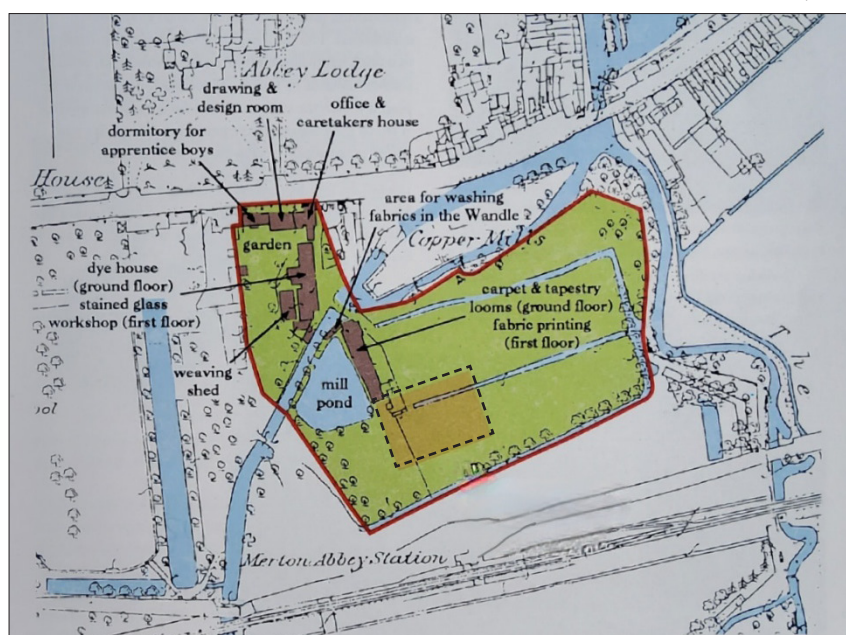 Abbey Lodge
drawing &
design room
office &
caretakers house
dormitory for
apprentice boys
House
area for washing
fabrics in the Wandle ?
garden
Copper Mills
dye house
(ground floor)
stained glass
workshop (first floor)
carpet & tapestry
looms (ground floor)
fabric printing
(first floor)
The
weaving
shed
mill
pond
ool
Merton Abbey Station